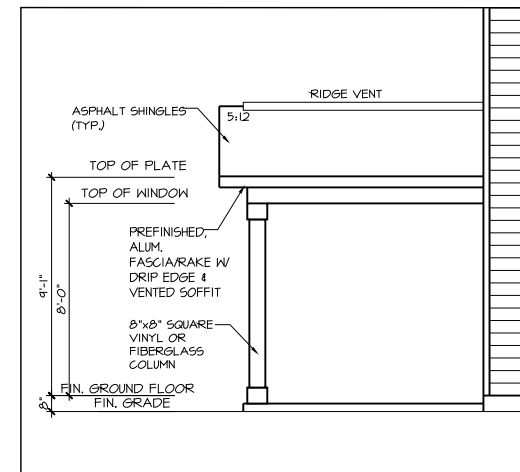 RIDGE VENT
ASPHALT SHINGLES
(TYP.)
5:12
TOP OF PLATE
TOP OF WINDOW
PREFINISHED,
ALUM.
FASCIA/RAKE W/
DRIP EDGE &
VENTED SOFFIT
9'-1"
8'-0"
8"x8" SQUARE
VINYL OR
FIBERGLASS
COLUMN
FIN. GROUND FLOOR
8"
FIN. GRADE